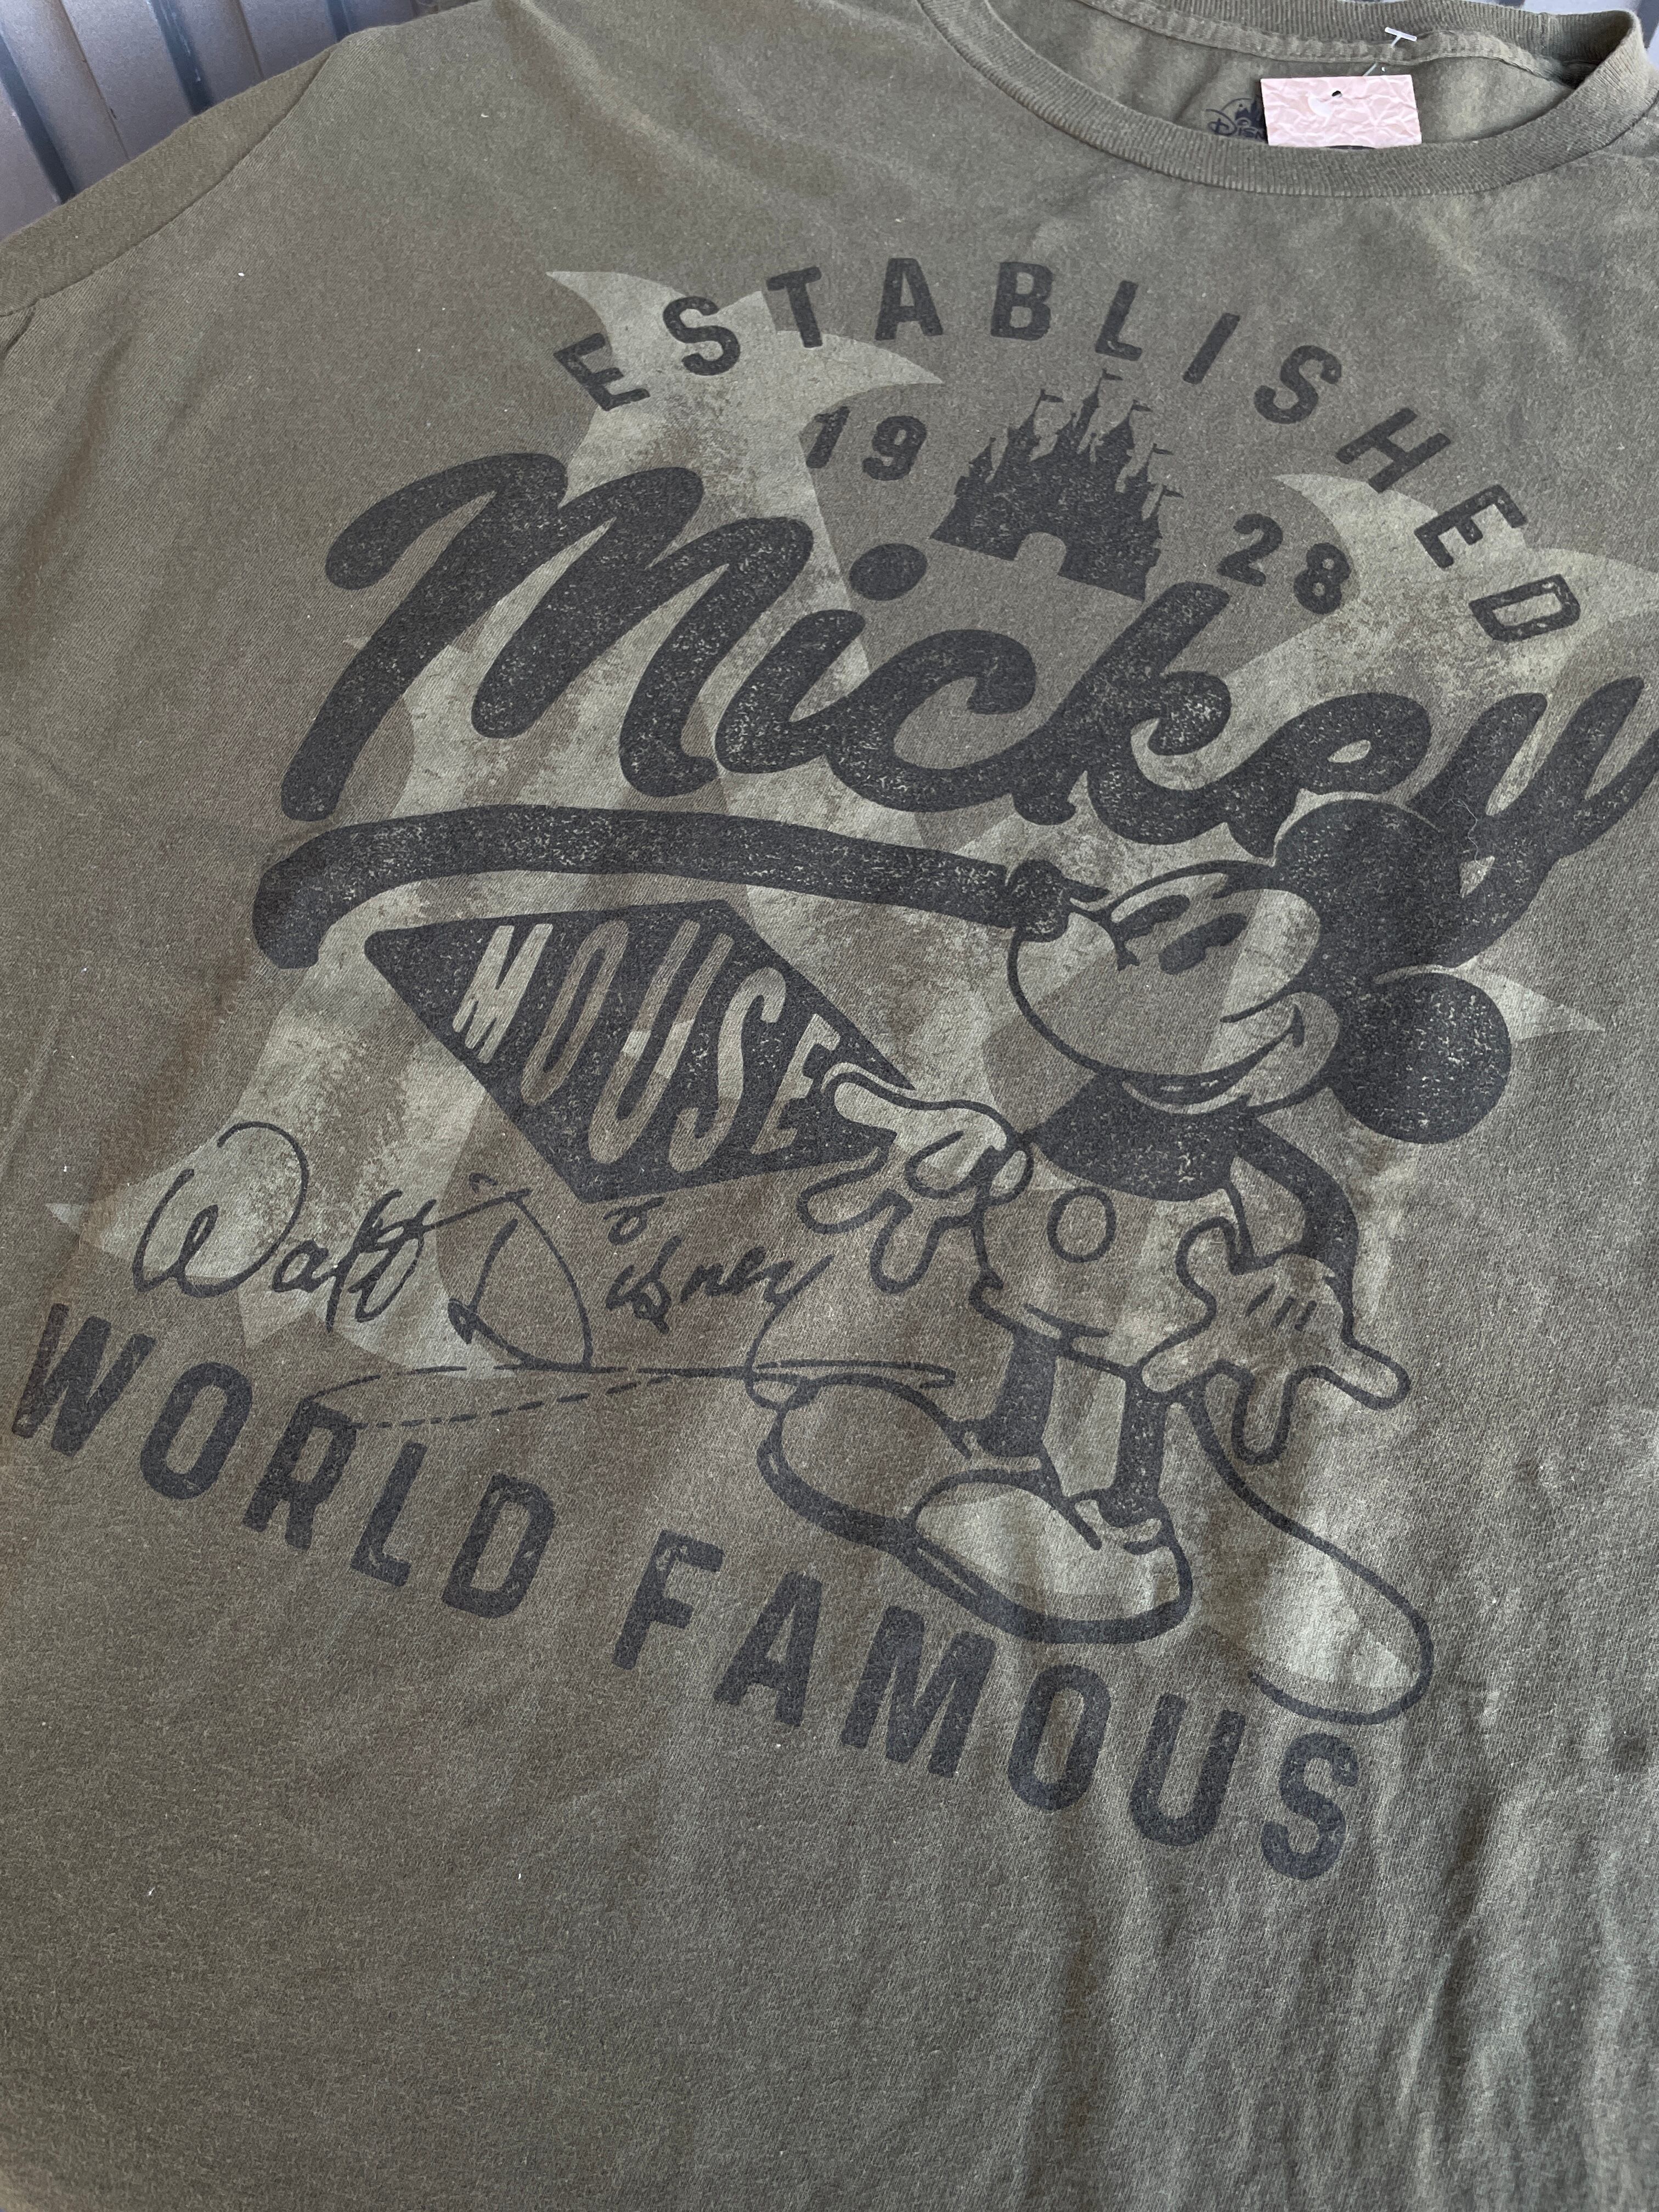 ESTABLISHED
19 28
Mickey
MOUSE
Walt Disney
WORLD FAMOUS